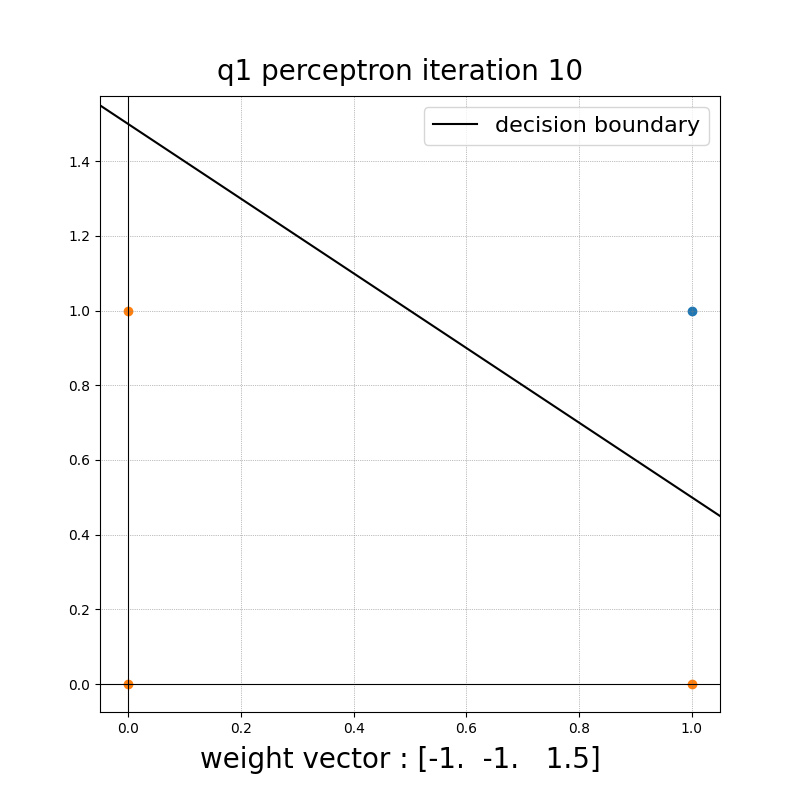 q1 perceptron iteration 10
decision boundary
1.4
1.2
1.0
0.8
0.6
0.4
0.2
0.0
0.0 0.2 0.4 0.6 0.8 1.0
weight vector : [-1.  -1.   1.5]